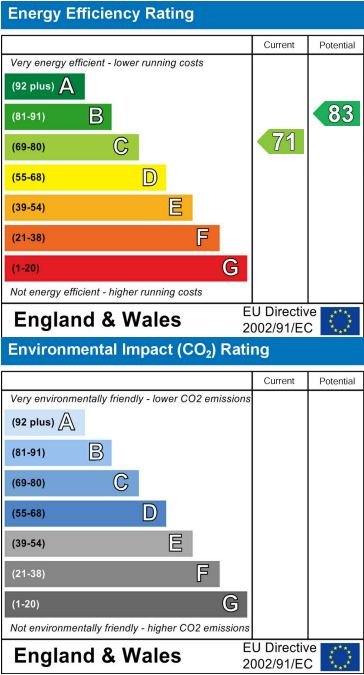 Energy Efficiency Rating
Current Potential
Very energy efficient - lower running costs
(92 plus) A
(81-91) B
83
(69-80) C
71
(55-68) D
(39-54) E
(21-38) F
(1-20) G
Not energy efficient - higher running costs
England & Wales
EU Directive
2002/91/EC
Environmental Impact (CO₂) Rating
Current Potential
Very environmentally friendly - lower CO2 emissions
(92 plus) A
(81-91) B
(69-80) C
(55-68) D
(39-54) E
(21-38) F
(1-20) G
Not environmentally friendly - higher CO2 emissions
England & Wales
EU Directive
2002/91/EC